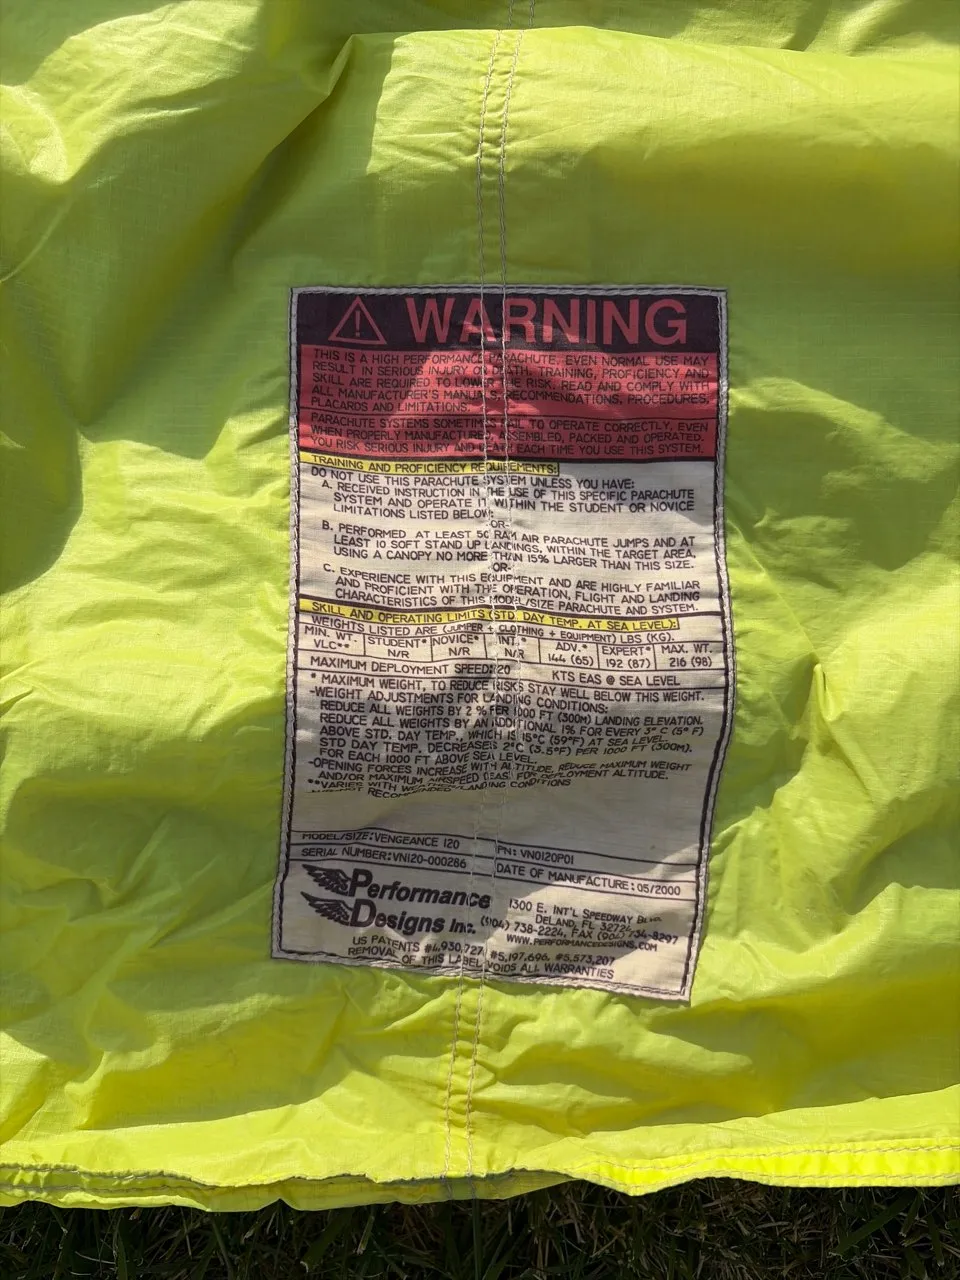 WARNING
THIS IS A HIGH PERFORMANCE PARACHUTE. EVEN NORMAL USE MAY
RESULT IN SERIOUS INJURY OR DEATH. TRAINING, PROFICIENCY AND
SKILL ARE REQUIRED TO LOWER THE RISK. READ AND COMPLY WITH
ALL MANUFACTURER'S MANUALS, RECOMMENDATIONS, PROCEDURES,
PLACARDS AND LIMITATIONS.
PARACHUTE SYSTEMS SOMETIMES FAIL TO OPERATE CORRECTLY, EVEN
WHEN PROPERLY MANUFACTURED, ASSEMBLED, PACKED AND OPERATED.
YOU RISK SERIOUS INJURY AND DEATH EACH TIME YOU USE THIS SYSTEM.
TRAINING AND PROFICIENCY REQUIREMENTS:
DO NOT USE THIS PARACHUTE SYSTEM UNLESS YOU HAVE:
A. RECEIVED INSTRUCTION IN THE USE OF THIS SPECIFIC PARACHUTE
SYSTEM AND OPERATE IT WITHIN THE STUDENT OR NOVICE
LIMITATIONS LISTED BELOW:
-OR-
B. PERFORMED AT LEAST 50 RAM AIR PARACHUTE JUMPS AND AT
LEAST 10 SOFT STAND UP LANDINGS, WITHIN THE TARGET AREA,
USING A CANOPY NO MORE THAN 15% LARGER THAN THIS SIZE.
-OR-
C. EXPERIENCE WITH THIS EQUIPMENT AND ARE HIGHLY FAMILIAR
AND PROFICIENT WITH THE OPERATION, FLIGHT AND LANDING
CHARACTERISTICS OF THIS MODEL/SIZE PARACHUTE AND SYSTEM.
SKILL AND OPERATING LIMITS (STD. DAY TEMP. AT SEA LEVEL):
WEIGHTS LISTED ARE (JUMPER + CLOTHING + EQUIPMENT) LBS (KG).
MIN. WT. STUDENT* NOVICE* INT.* ADV.* EXPERT* MAX. WT.
VLC** N/R N/R N/R 144 (65) 192 (87) 216 (98)
MAXIMUM DEPLOYMENT SPEED: 120 KTS EAS @ SEA LEVEL
* MAXIMUM WEIGHT, TO REDUCE RISKS STAY WELL BELOW THIS WEIGHT.
-WEIGHT ADJUSTMENTS FOR LANDING CONDITIONS:
REDUCE ALL WEIGHTS BY 2 % PER 1000 FT (300M) LANDING ELEVATION.
REDUCE ALL WEIGHTS BY AN ADDITIONAL 1% FOR EVERY 3° C (5° F)
ABOVE STD. DAY TEMP., WHICH IS 15°C (59°F) AT SEA LEVEL.
STD DAY TEMP. DECREASES 2°C (3.5°F) PER 1000 FT (300M).
FOR EACH 1000 FT ABOVE SEA LEVEL.
-OPENING FORCES INCREASE WITH ALTITUDE, REDUCE MAXIMUM WEIGHT
AND/OR MAXIMUM AIRSPEED (EAS) FOR DEPLOYMENT ALTITUDE.
**VARIES WITH LANDING CONDITIONS
MODEL/SIZE: VENGEANCE 120 PN: VN0120P01
SERIAL NUMBER: VN120-000286 DATE OF MANUFACTURE: 05/2000
Performance
Designs Inc.
1300 E. INT'L SPEEDWAY BLVD.
DELAND, FL 32724
(904) 738-2224, FAX (904) 734-8297
WWW.PERFORMANCEDESIGNS.COM
US PATENTS #4,930,727, #5,197,696, #5,573,207
REMOVAL OF THIS LABEL VOIDS ALL WARRANTIES